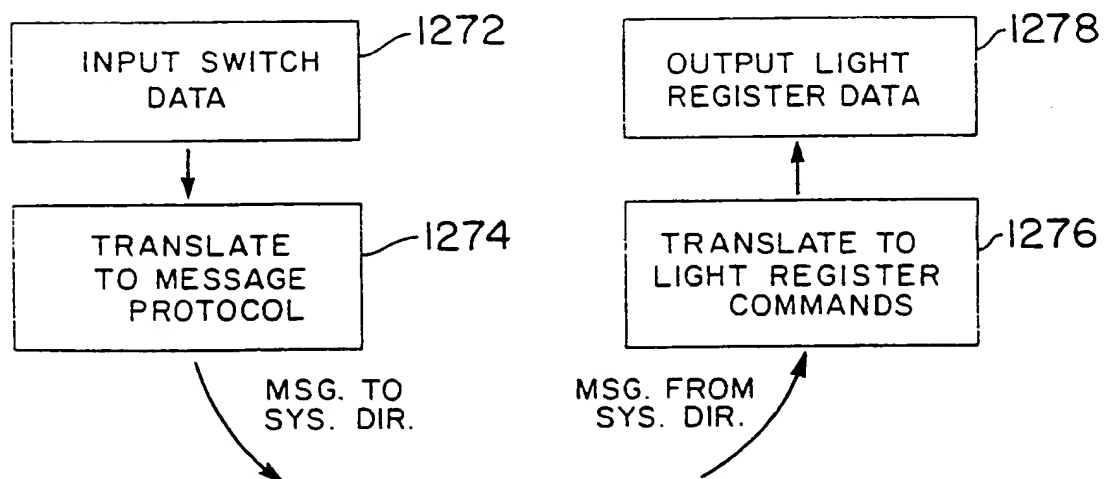 INPUT SWITCH
DATA
1272
TRANSLATE
TO MESSAGE
PROTOCOL
1274
MSG. TO
SYS. DIR.
OUTPUT LIGHT
REGISTER DATA
1278
TRANSLATE TO
LIGHT REGISTER
COMMANDS
1276
MSG. FROM
SYS. DIR.